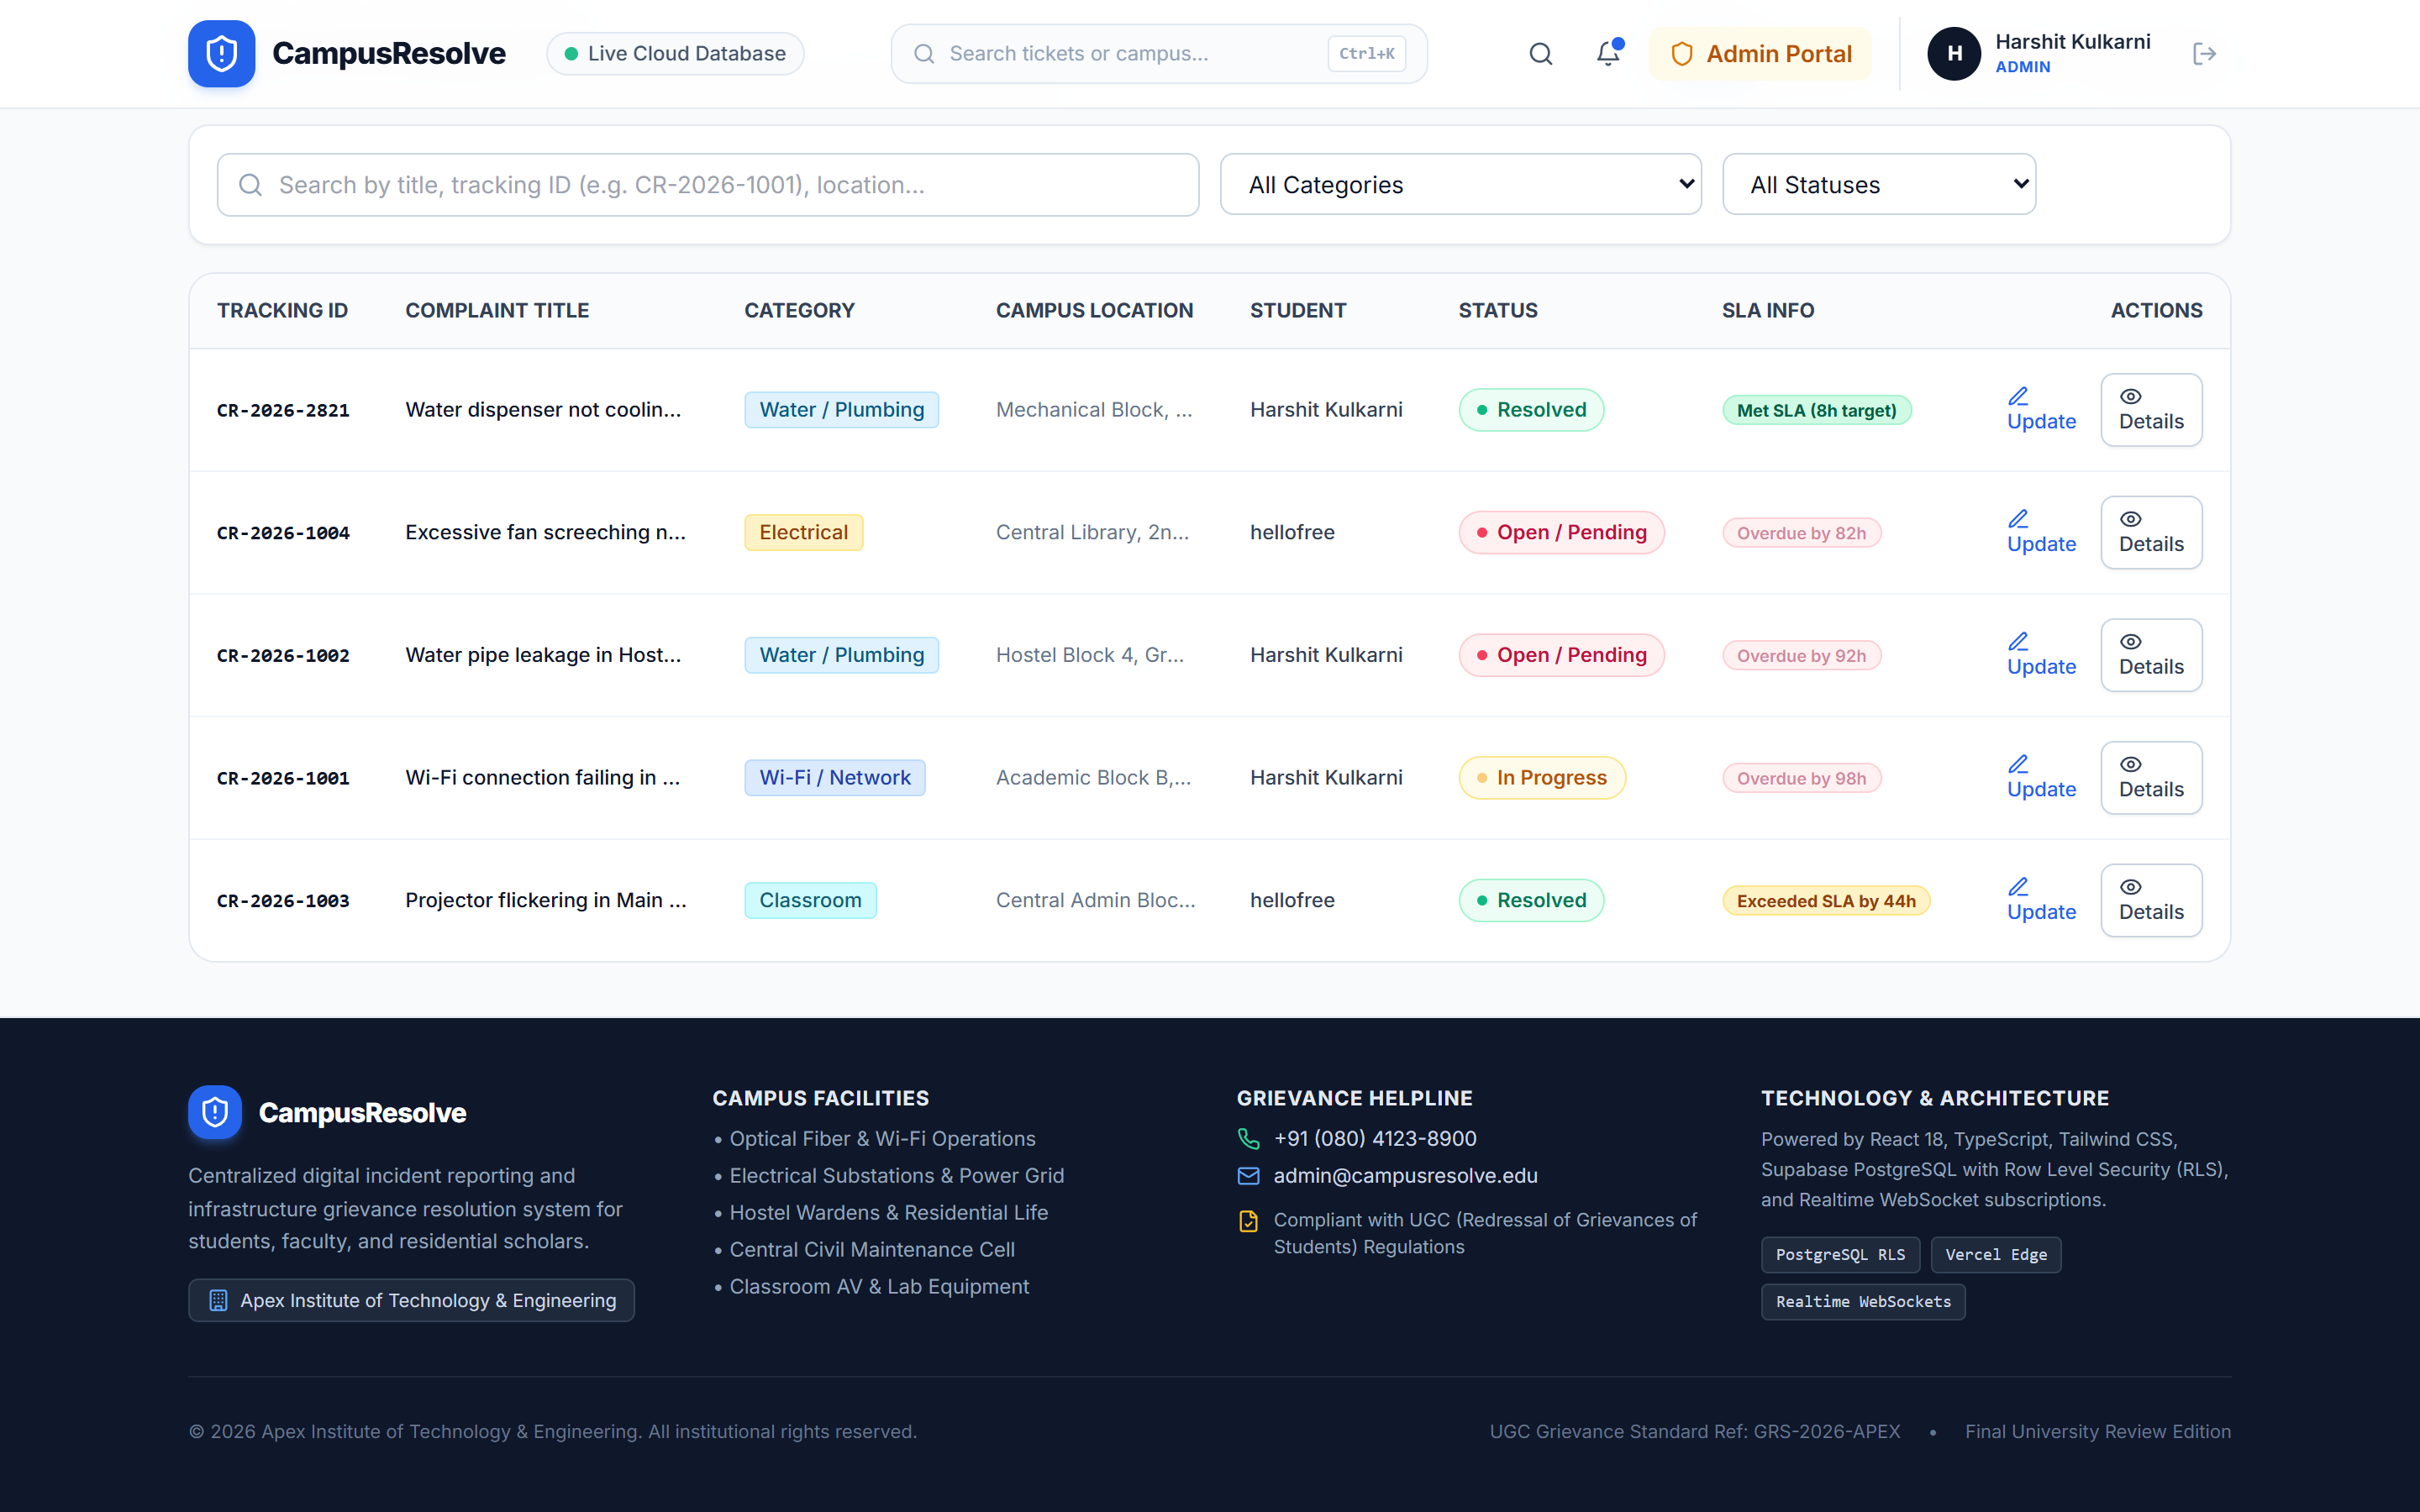 CampusResolve
Live Cloud Database
Search tickets or campus...
Ctrl+K
Admin Portal
H
Harshit Kulkarni
ADMIN
Search by title, tracking ID (e.g. CR-2026-1001), location...
All Categories
All Statuses
TRACKING ID COMPLAINT TITLE CATEGORY CAMPUS LOCATION STUDENT STATUS SLA INFO ACTIONS
CR-2026-2821 Water dispenser not coolin... Water / Plumbing Mechanical Block, ... Harshit Kulkarni Resolved Met SLA (8h target) Update Details
CR-2026-1004 Excessive fan screeching n... Electrical Central Library, 2n... hellofree Open / Pending Overdue by 82h Update Details
CR-2026-1002 Water pipe leakage in Host... Water / Plumbing Hostel Block 4, Gr... Harshit Kulkarni Open / Pending Overdue by 92h Update Details
CR-2026-1001 Wi-Fi connection failing in ... Wi-Fi / Network Academic Block B,... Harshit Kulkarni In Progress Overdue by 98h Update Details
CR-2026-1003 Projector flickering in Main ... Classroom Central Admin Bloc... hellofree Resolved Exceeded SLA by 44h Update Details
CampusResolve
Centralized digital incident reporting and
infrastructure grievance resolution system for
students, faculty, and residential scholars.
Apex Institute of Technology & Engineering
CAMPUS FACILITIES
• Optical Fiber & Wi-Fi Operations
• Electrical Substations & Power Grid
• Hostel Wardens & Residential Life
• Central Civil Maintenance Cell
• Classroom AV & Lab Equipment
GRIEVANCE HELPLINE
+91 (080) 4123-8900
admin@campusresolve.edu
Compliant with UGC (Redressal of Grievances of
Students) Regulations
TECHNOLOGY & ARCHITECTURE
Powered by React 18, TypeScript, Tailwind CSS,
Supabase PostgreSQL with Row Level Security (RLS),
and Realtime WebSocket subscriptions.
PostgreSQL RLS Vercel Edge
Realtime WebSockets
© 2026 Apex Institute of Technology & Engineering. All institutional rights reserved.
UGC Grievance Standard Ref: GRS-2026-APEX • Final University Review Edition